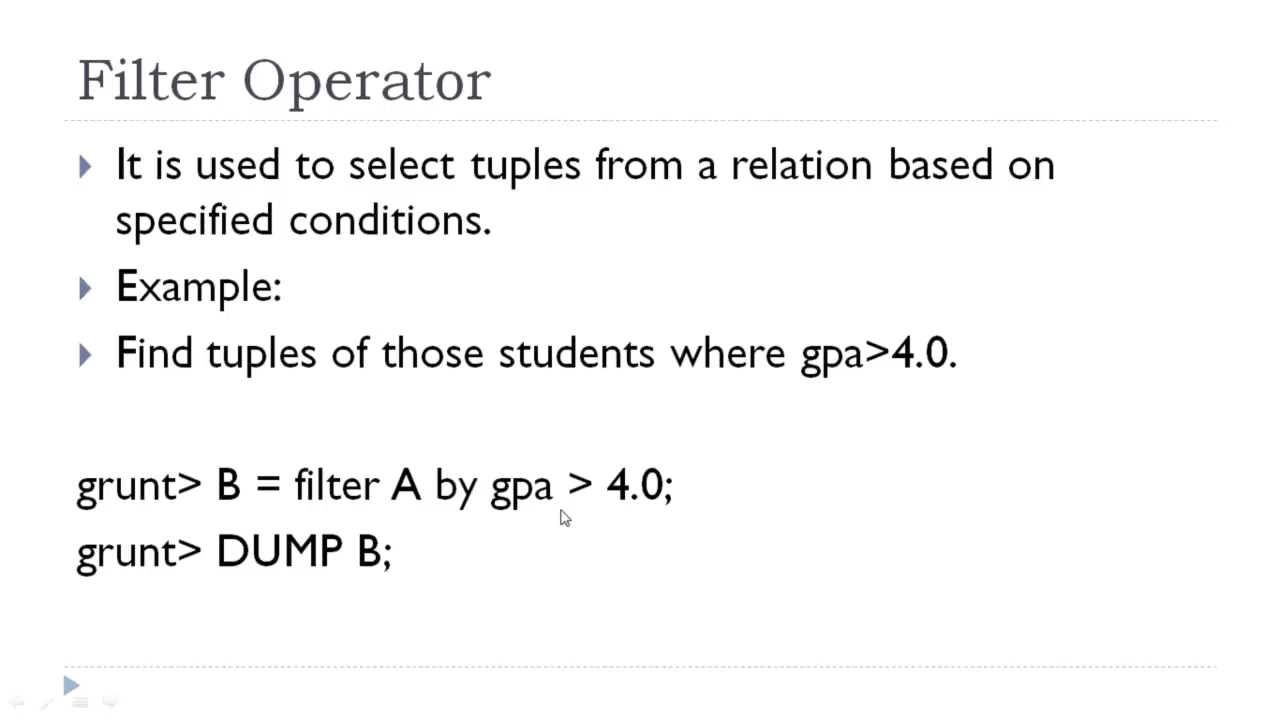 Filter Operator
It is used to select tuples from a relation based on
specified conditions.
Example:
Find tuples of those students where gpa>4.0.
grunt> B = filter A by gpa > 4.0;
grunt> DUMP B;